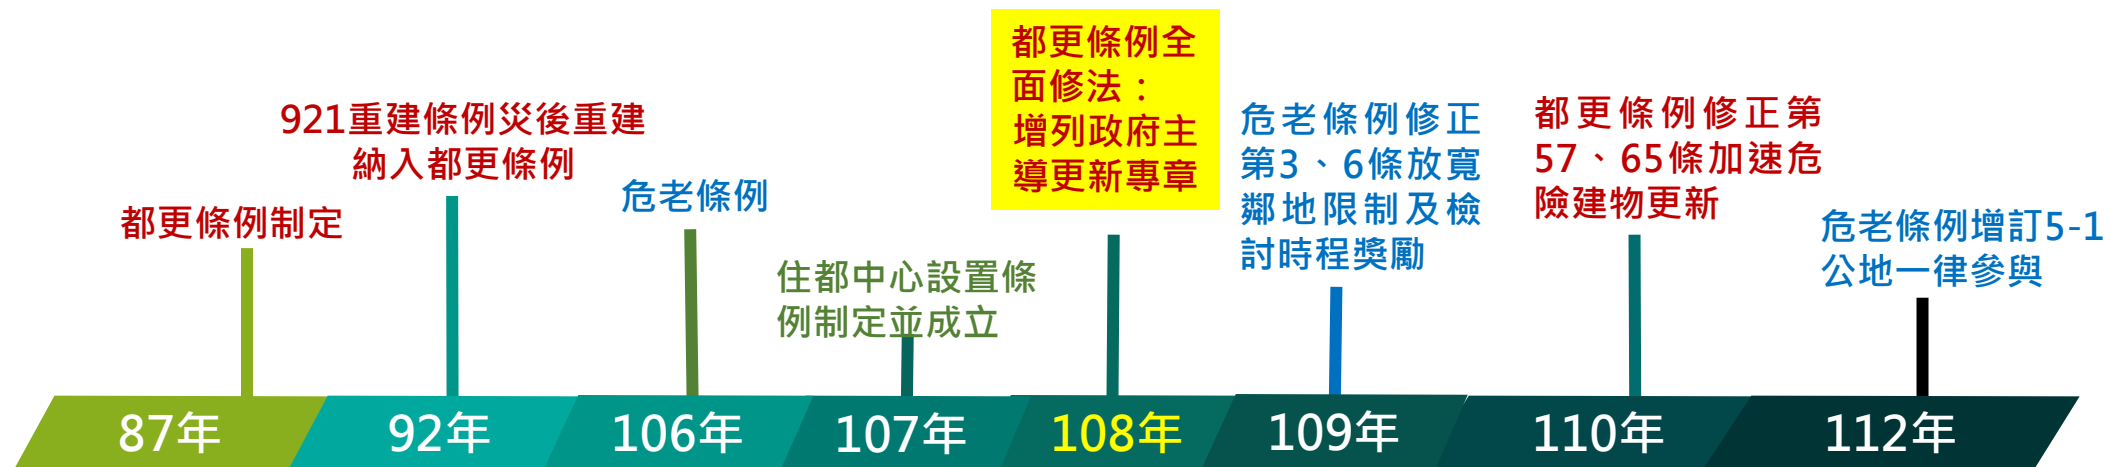 都更條例制定
87年
921重建條例災後重建
納入都更條例
92年
危老條例
106年
住都中心設置條
例制定並成立
107年
都更條例全
面修法：
增列政府主
導更新專章
108年
危老條例修正
第3、6條放寬
鄰地限制及檢
討時程獎勵
109年
都更條例修正第
57、65條加速危
險建物更新
110年
危老條例增訂5-1
公地一律參與
112年